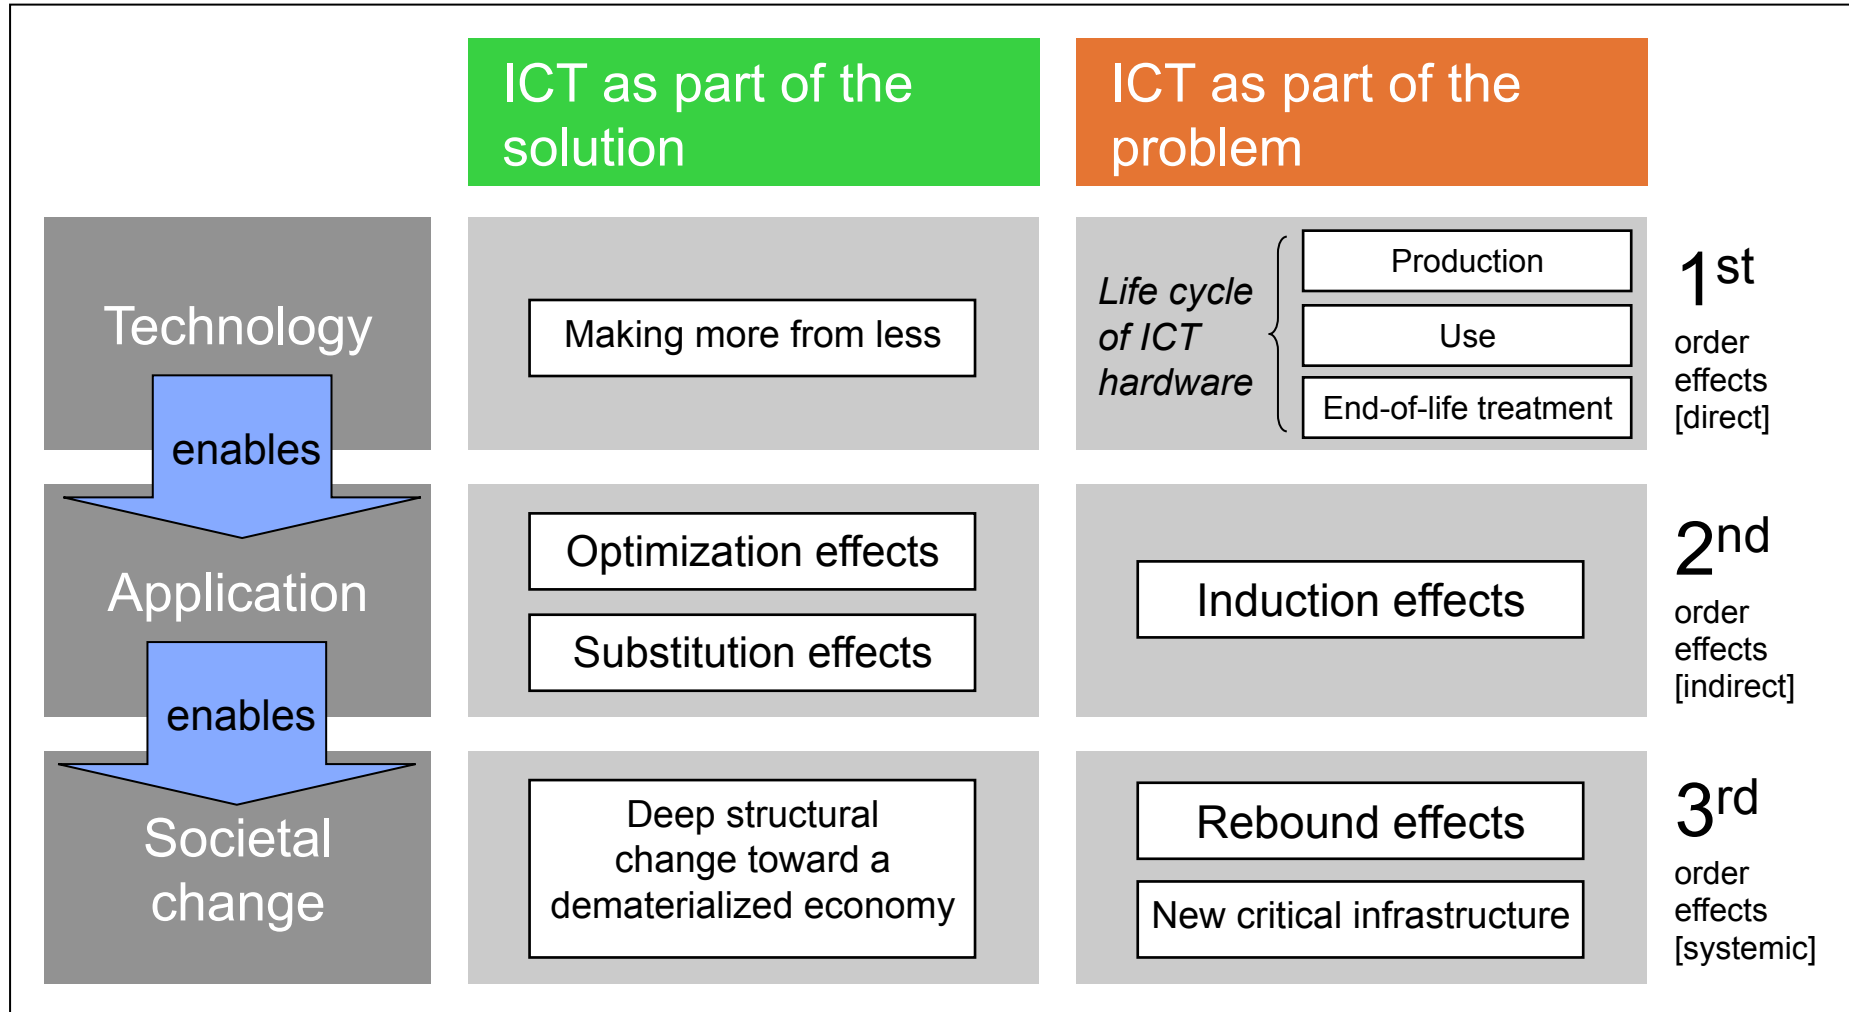 ICT as part of the
solution
ICT as part of the
problem
Technology
Making more from less
Life cycle
of ICT
hardware
Production
Use
End-of-life treatment
1st
order
effects
[direct]
enables
Application
Optimization effects
Substitution effects
Induction effects
2nd
order
effects
[indirect]
enables
Societal
change
Deep structural
change toward a
dematerialized economy
Rebound effects
New critical infrastructure
3rd
order
effects
[systemic]